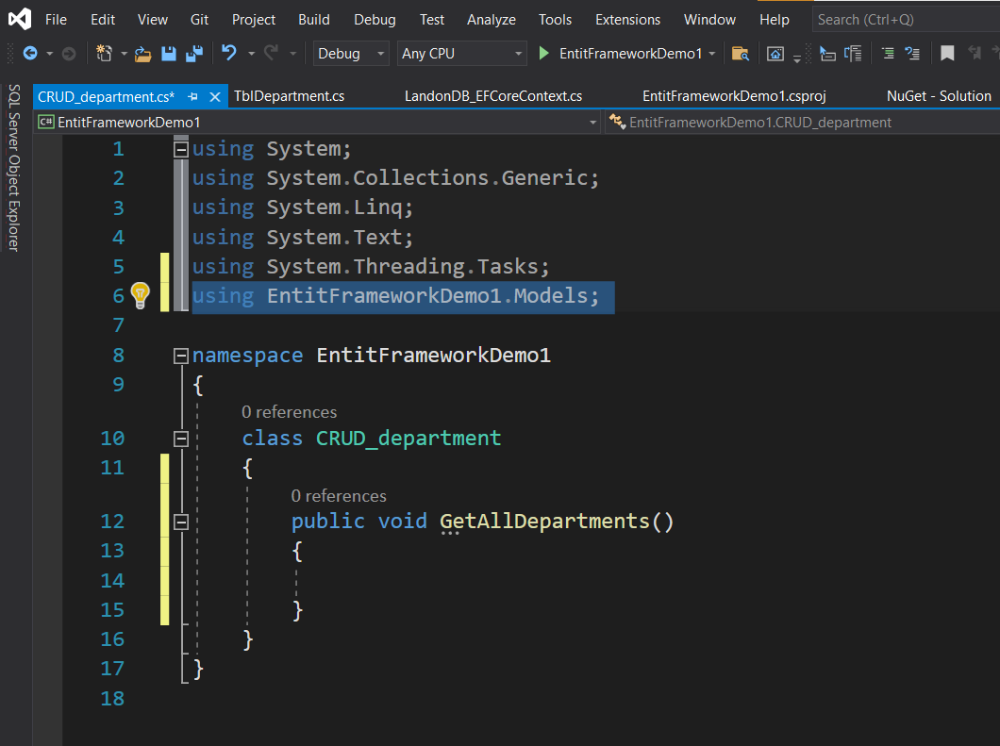 File Edit View Git Project Build Debug Test Analyze Tools Extensions Window Help Search (Ctrl+Q)
Debug Any CPU EntitFrameworkDemo1
SQL Server Object Explorer
CRUD_department.cs* TblDepartment.cs LandonDB_EFCoreContext.cs EntitFrameworkDemo1.csproj NuGet - Solution
C# EntitFrameworkDemo1 EntitFrameworkDemo1.CRUD_department
1 using System;
2 using System.Collections.Generic;
3 using System.Linq;
4 using System.Text;
5 using System.Threading.Tasks;
6 using EntitFrameworkDemo1.Models;
7
8 namespace EntitFrameworkDemo1
9 {
0 references
10 class CRUD_department
11 {
0 references
12 public void GetAllDepartments()
13 {
14
15 }
16 }
17 }
18